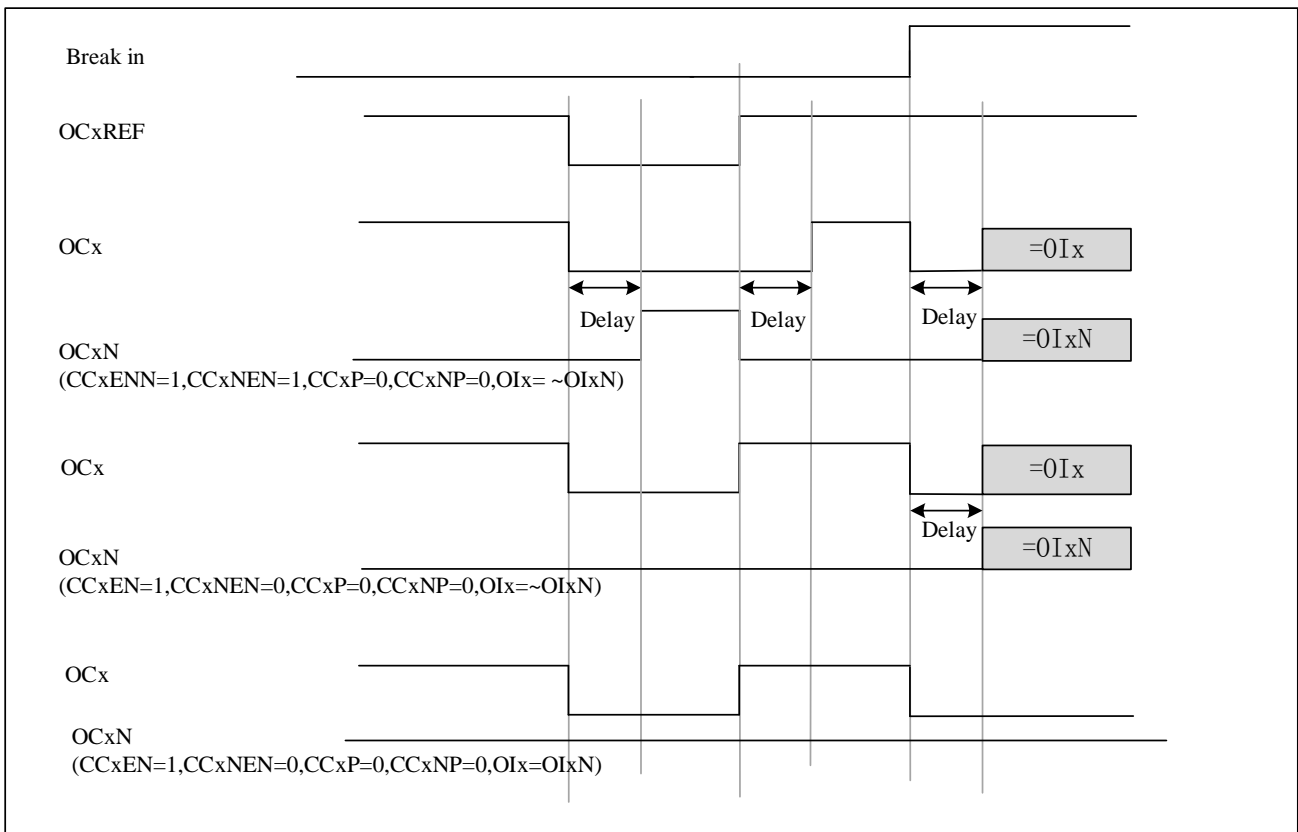 Break in
OCxREF
OCx
=OIx
Delay
Delay
Delay
OCxN
=OIxN
(CCxENN=1,CCxNEN=1,CCxP=0,CCxNP=0,OIx= ~OIxN)
OCx
=OIx
Delay
OCxN
=OIxN
(CCxEN=1,CCxNEN=0,CCxP=0,CCxNP=0,OIx=~OIxN)
OCx
OCxN
(CCxEN=1,CCxNEN=0,CCxP=0,CCxNP=0,OIx=OIxN)